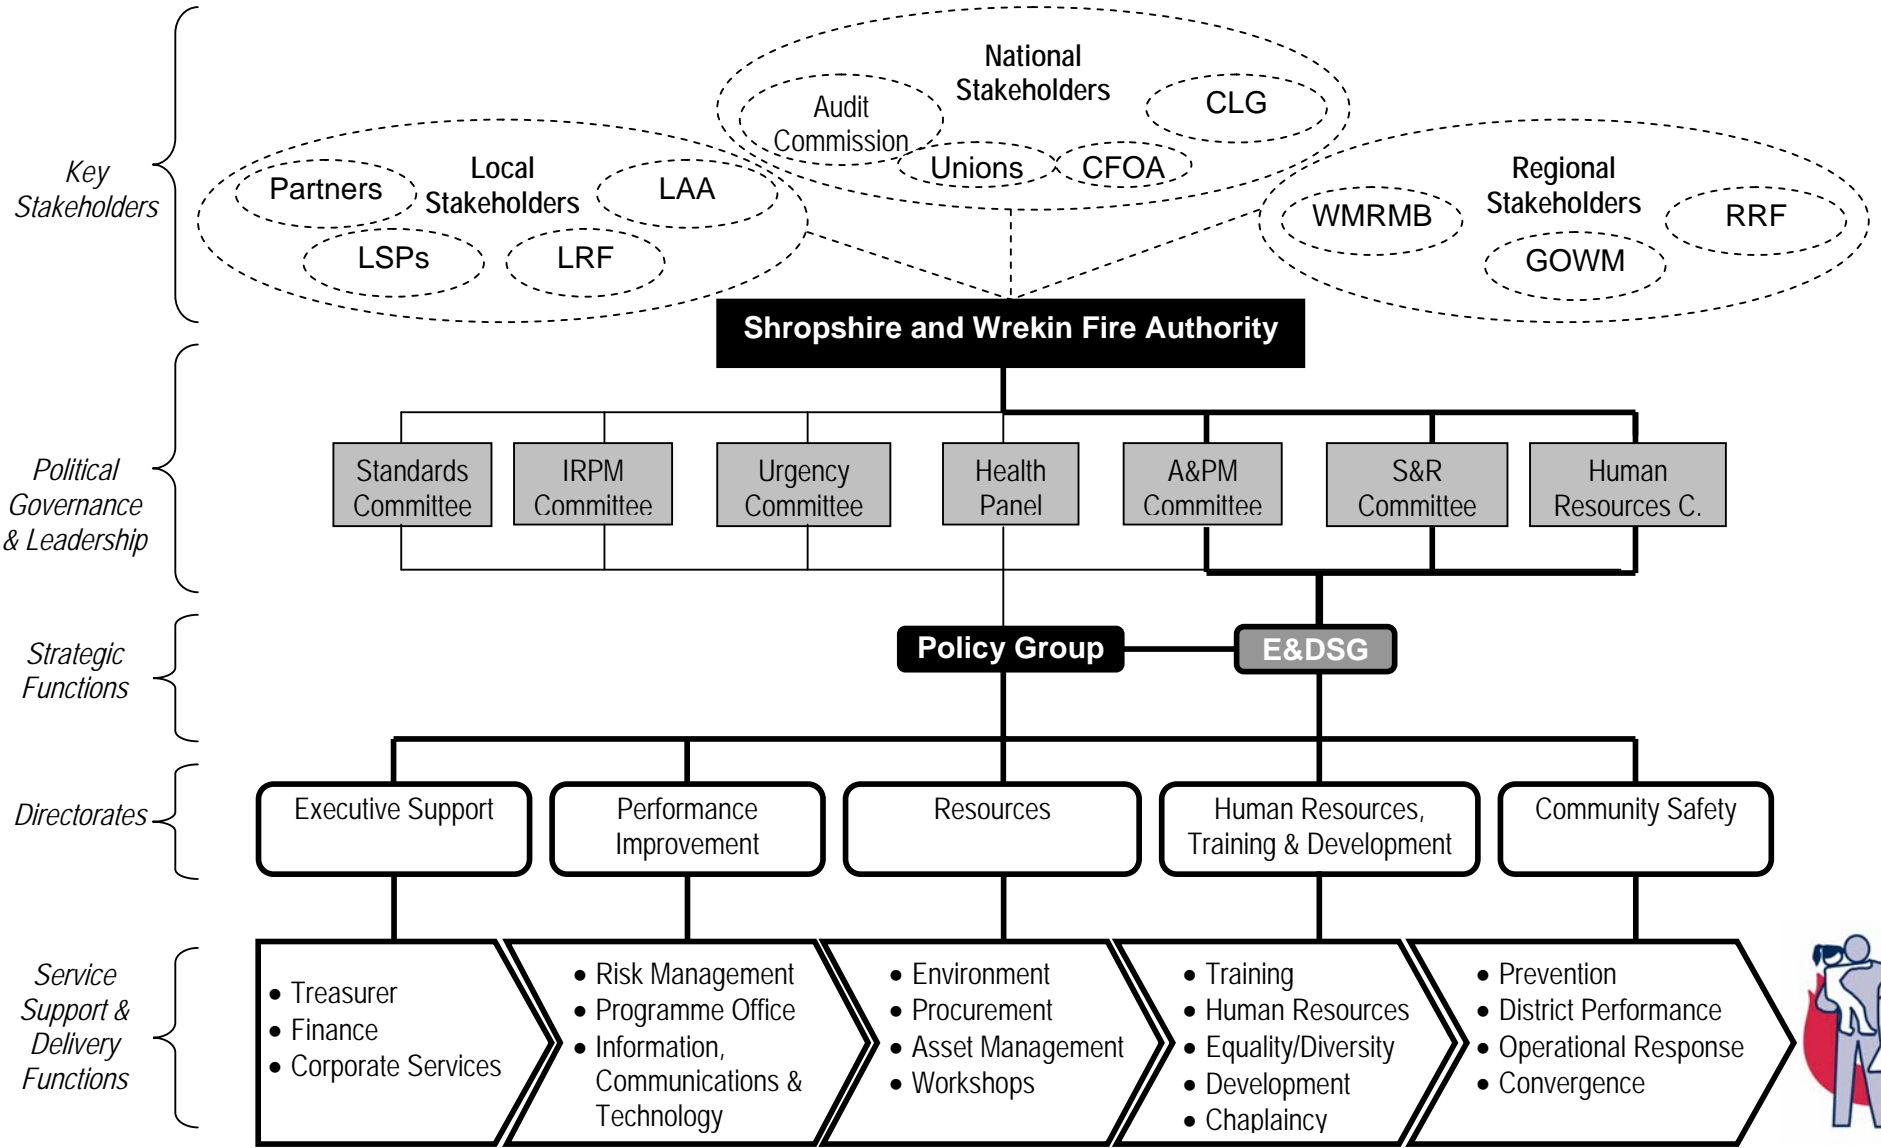 Key
Stakeholders
National
Stakeholders
Audit
Commission
CLG
Unions
CFOA
Local
Stakeholders
Partners
LAA
LSPs
LRF
Regional
Stakeholders
WMRMB
RRF
GOWM
Shropshire and Wrekin Fire Authority
Political
Governance
& Leadership
Standards
Committee
IRPM
Committee
Urgency
Committee
Health
Panel
A&PM
Committee
S&R
Committee
Human
Resources C.
Strategic
Functions
Policy Group
E&DSG
Directorates
Executive Support
Performance
Improvement
Resources
Human Resources,
Training & Development
Community Safety
Service
Support &
Delivery
Functions
• Treasurer
• Finance
• Corporate Services
• Risk Management
• Programme Office
• Information,
Communications &
Technology
• Environment
• Procurement
• Asset Management
• Workshops
• Training
• Human Resources
• Equality/Diversity
• Development
• Chaplaincy
• Prevention
• District Performance
• Operational Response
• Convergence